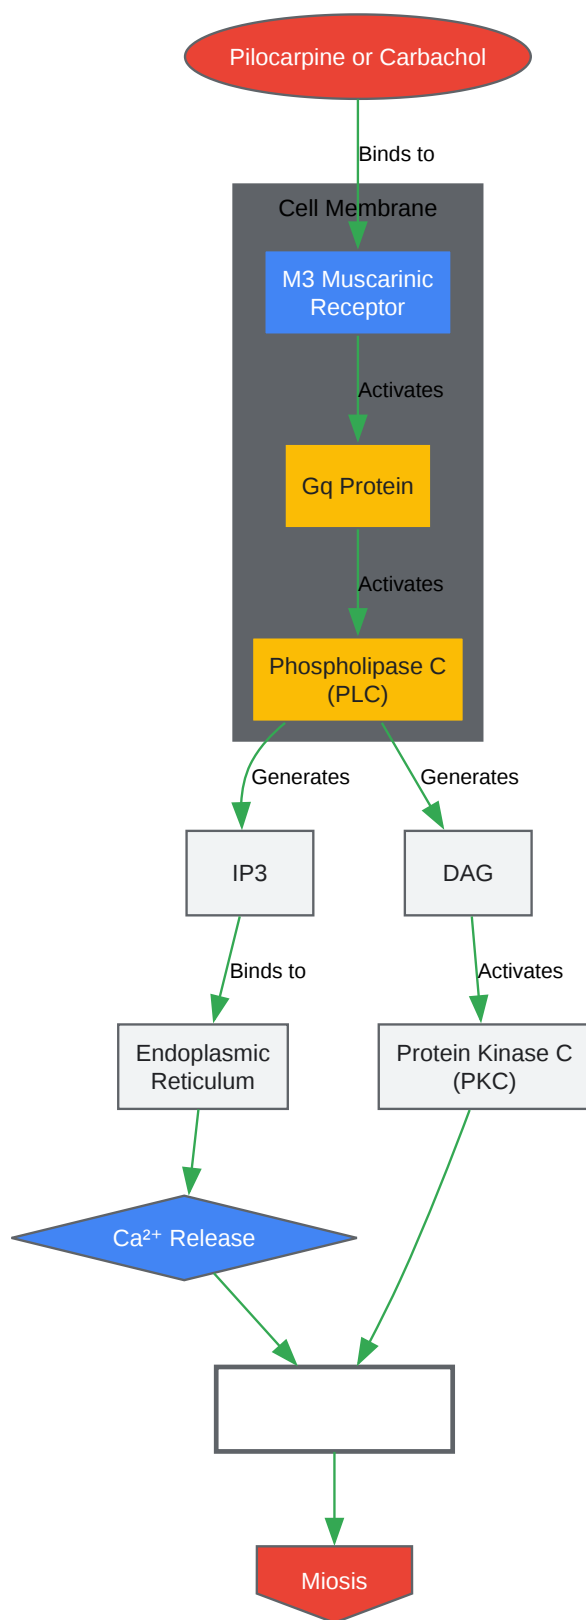 Pilocarpine or Carbachol
Binds to
Cell Membrane
M3 Muscarinic
Receptor
Activates
Gq Protein
Activates
Phospholipase C
(PLC)
Generates
Generates
IP3
DAG
Binds to
Activates
Endoplasmic
Reticulum
Protein Kinase C
(PKC)
Ca²⁺ Release
Miosis